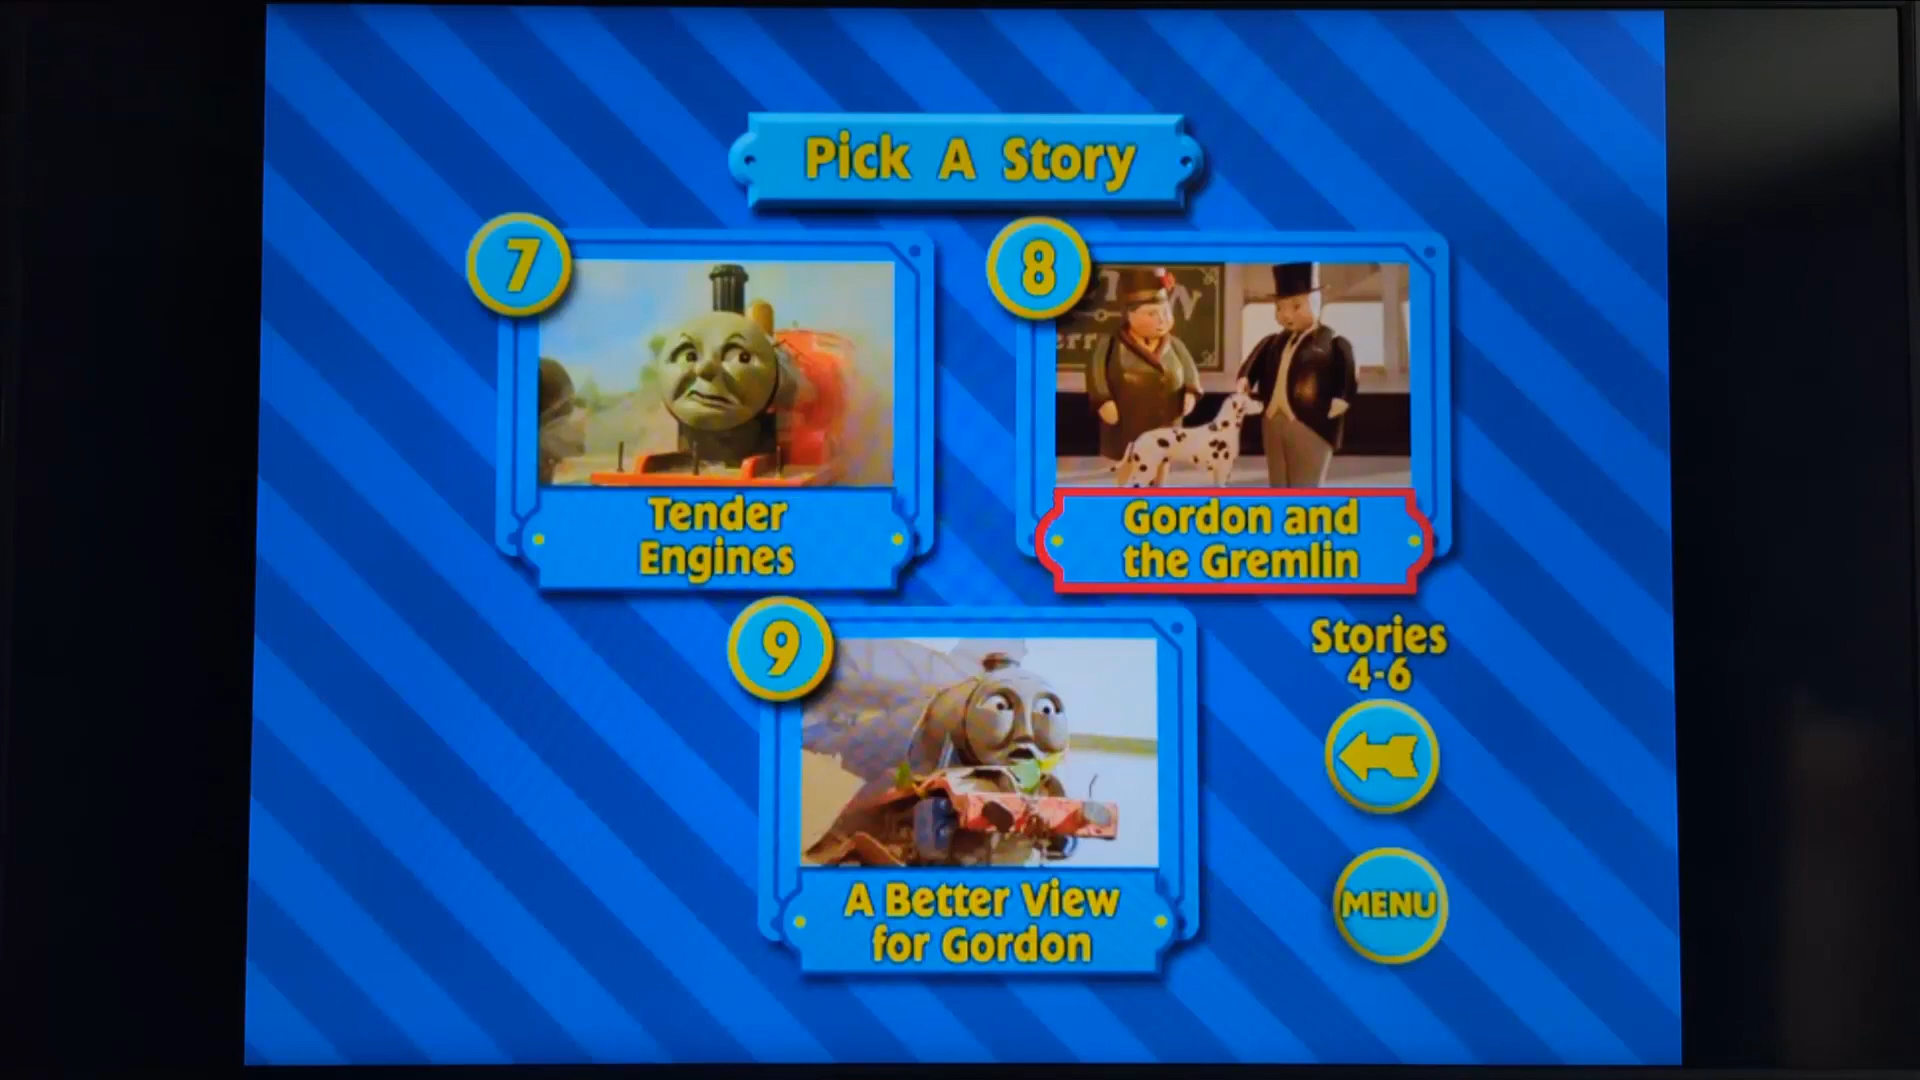 Pick A Story
7
Tender
Engines
8
Gordon and
the Gremlin
9
A Better View
for Gordon
Stories
4-6
MENU